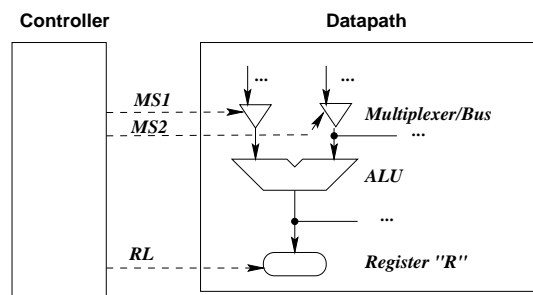 Controller
Datapath
...
...
MS1
Multiplexer/Bus
MS2
...
ALU
...
RL
Register "R"